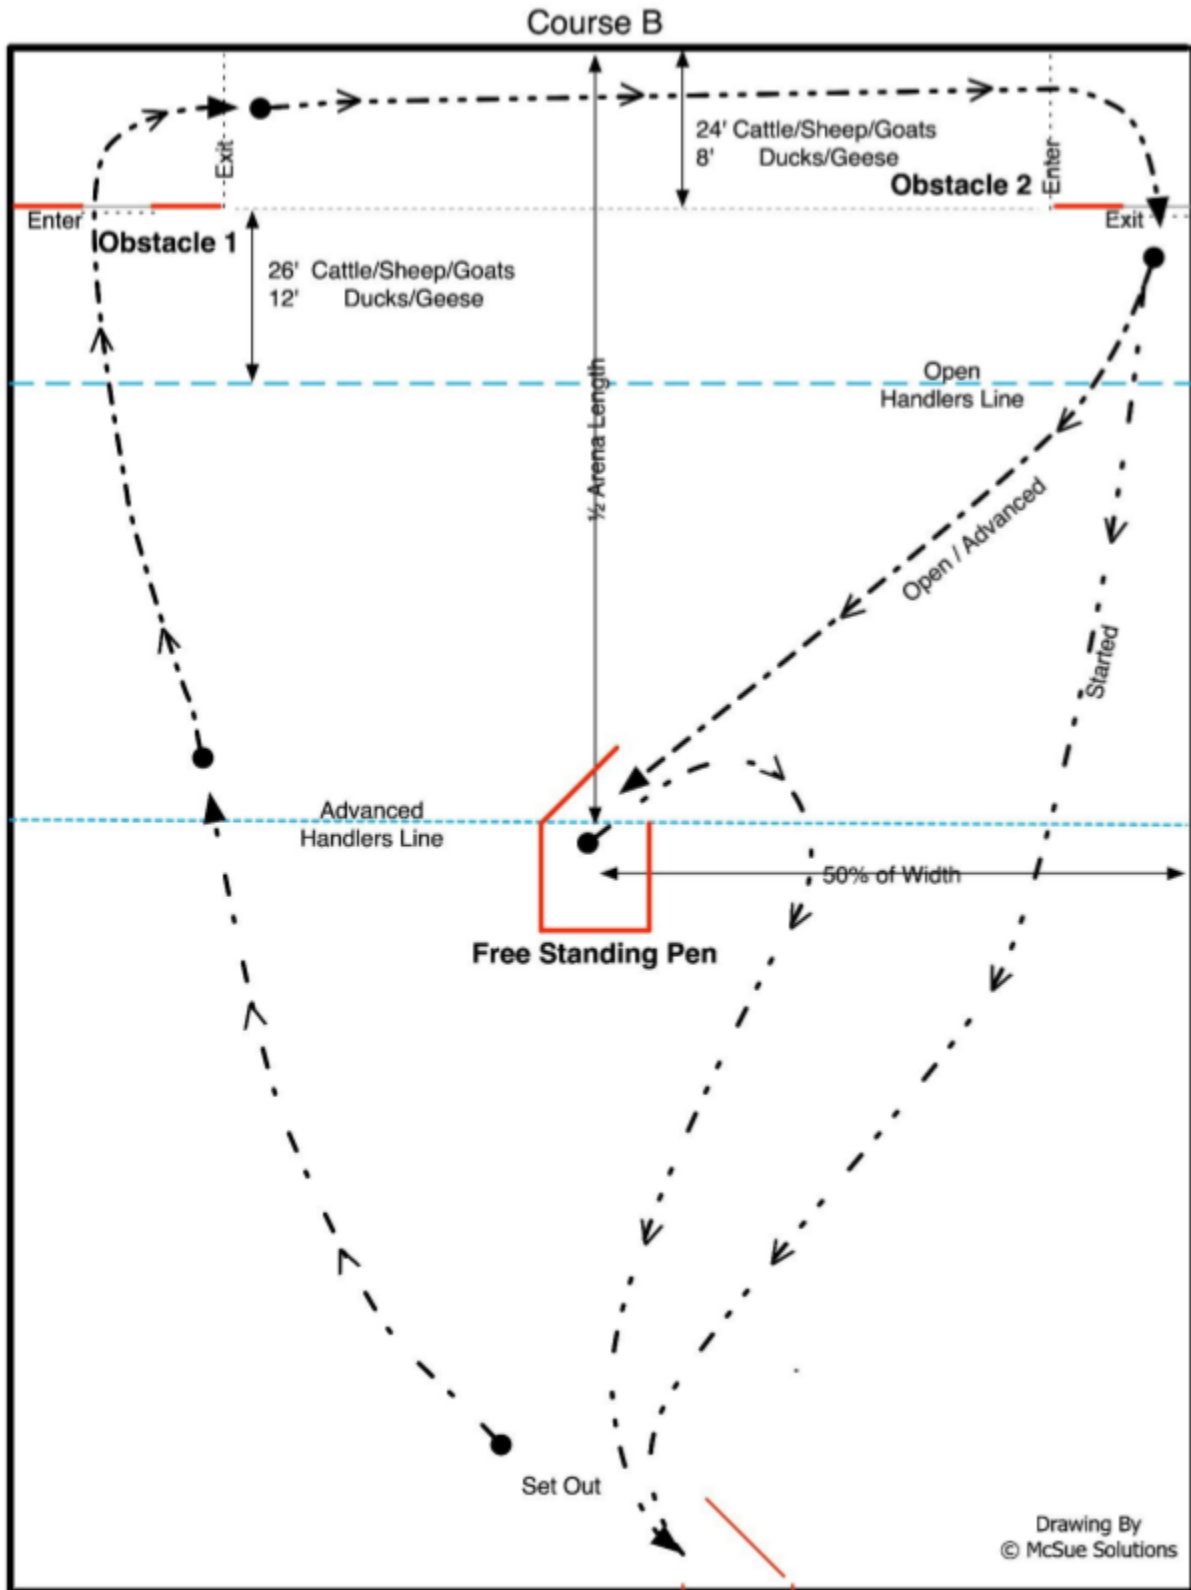 Course B
Exit
24' Cattle/Sheep/Goats
8' Ducks/Geese
Obstacle 2
Enter
Enter
Obstacle 1
Exit
26' Cattle/Sheep/Goats
12' Ducks/Geese
½ Arena Length
Open
Handlers Line
Open / Advanced
Started
Advanced
Handlers Line
50% of Width
Free Standing Pen
Set Out
Drawing By
© McSue Solutions